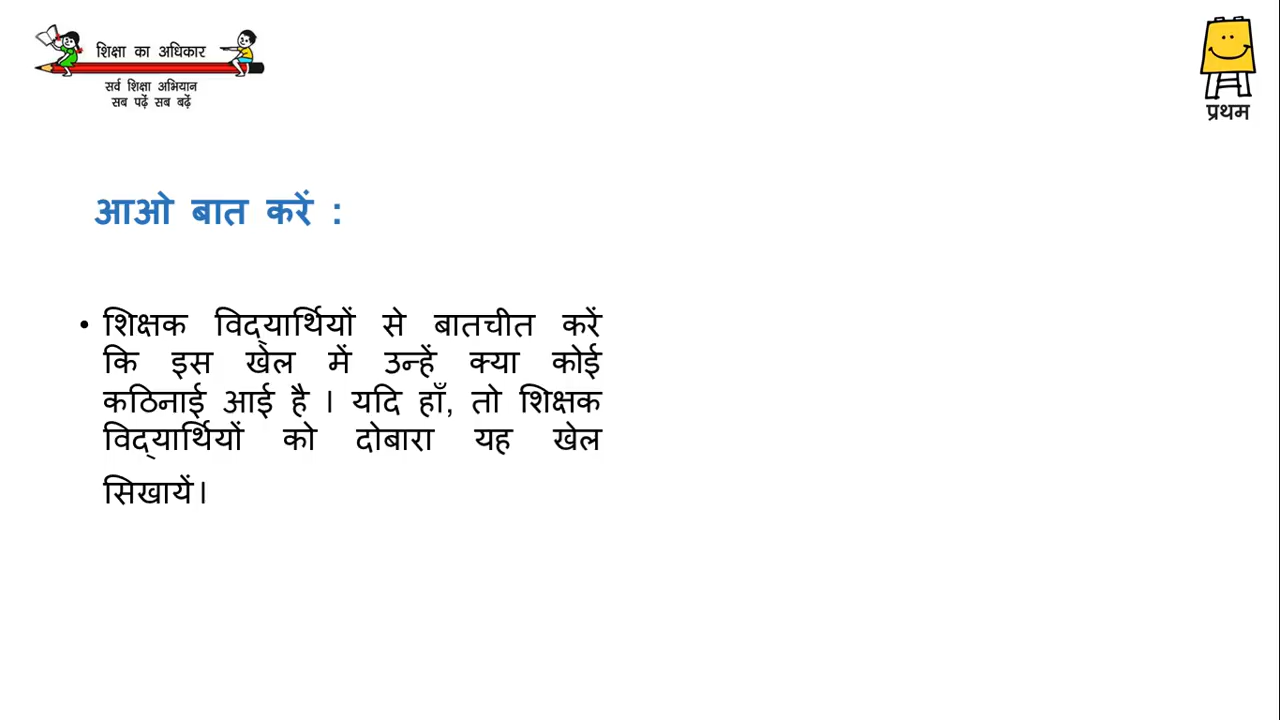 शिक्षा का अधिकार
सर्व शिक्षा अभियान
सब पढ़ें सब बढ़ें
प्रथम
आओ बात करें :
• शिक्षक विद्यार्थियों से बातचीत करें
कि इस खेल में उन्हें क्या कोई
कठिनाई आई है । यदि हाँ, तो शिक्षक
विद्यार्थियों को दोबारा यह खेल
सिखायें।